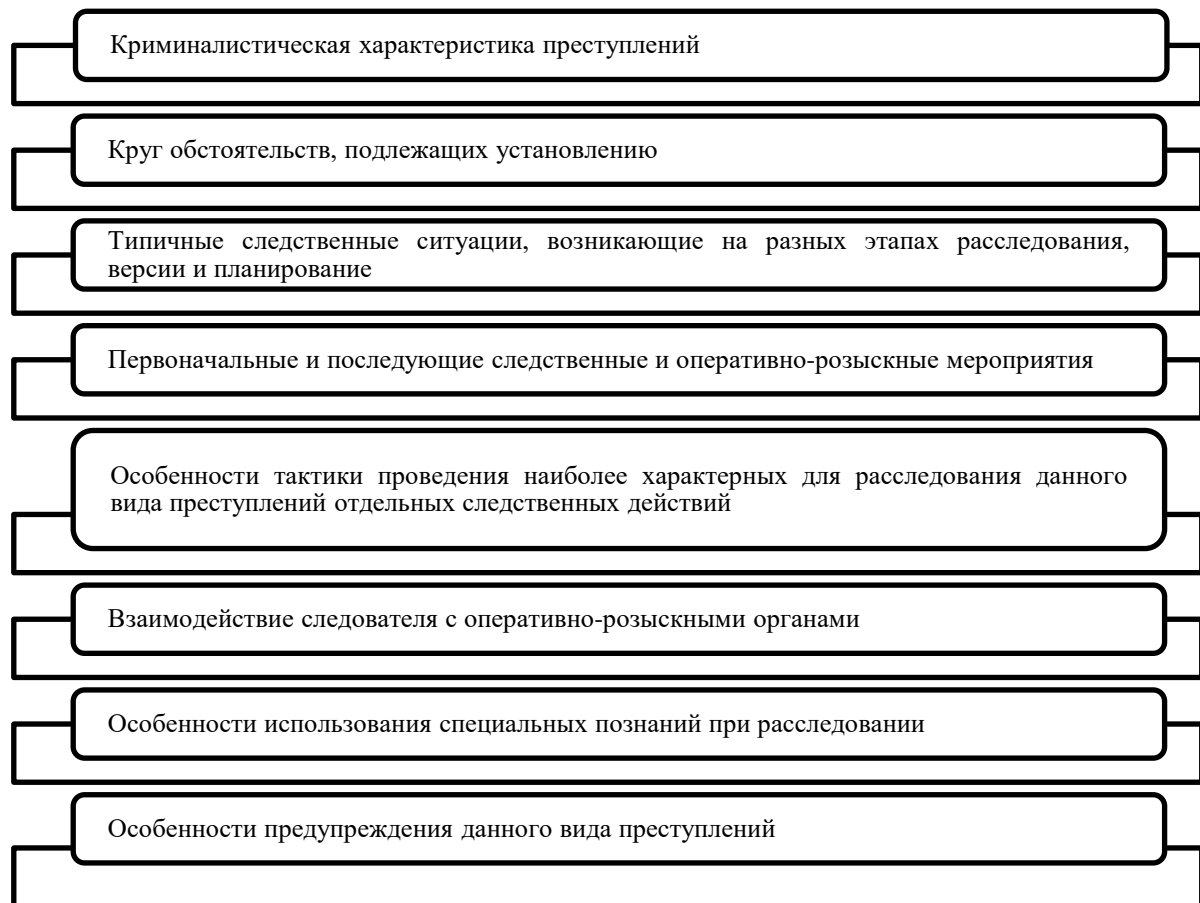 Криминалистическая характеристика преступлений
Круг обстоятельств, подлежащих установлению
Типичные следственные ситуации, возникающие на разных этапах расследования,
версии и планирование
Первоначальные и последующие следственные и оперативно-розыскные мероприятия
Особенности тактики проведения наиболее характерных для расследования данного
вида преступлений отдельных следственных действий
Взаимодействие следователя с оперативно-розыскными органами
Особенности использования специальных познаний при расследовании
Особенности предупреждения данного вида преступлений